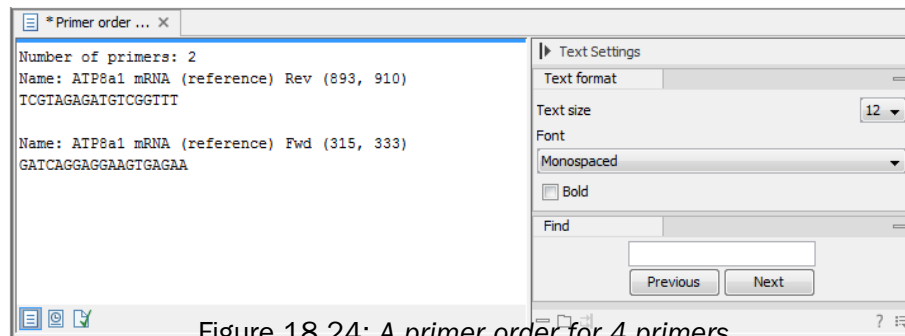 * Primer order ...
Number of primers: 2
Name: ATP8a1 mRNA (reference) Rev (893, 910)
TCGTAGAGATGTCGGTTT
Name: ATP8a1 mRNA (reference) Fwd (315, 333)
GATCAGGAGGAAGTGAGAA
Text Settings
Text format
Text size
12
Font
Monospaced
Bold
Find
Previous
Next
?
Figure 18.24: A primer order for 4 primers